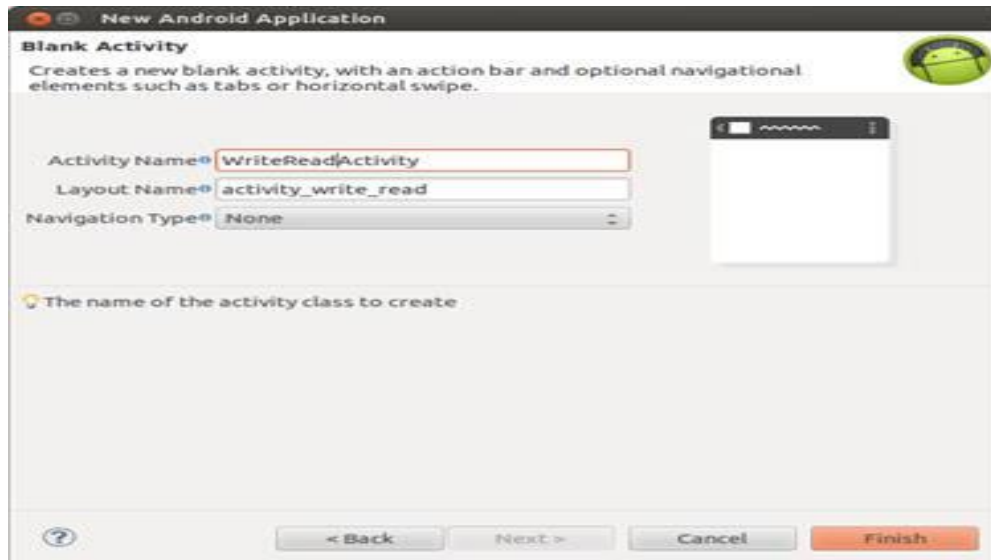 New Android Application
Blank Activity
Creates a new blank activity, with an action bar and optional navigational
elements such as tabs or horizontal swipe.
Activity Name WriteReadActivity
Layout Name activity_write_read
Navigation Type None
The name of the activity class to create
< Back Next > Cancel Finish